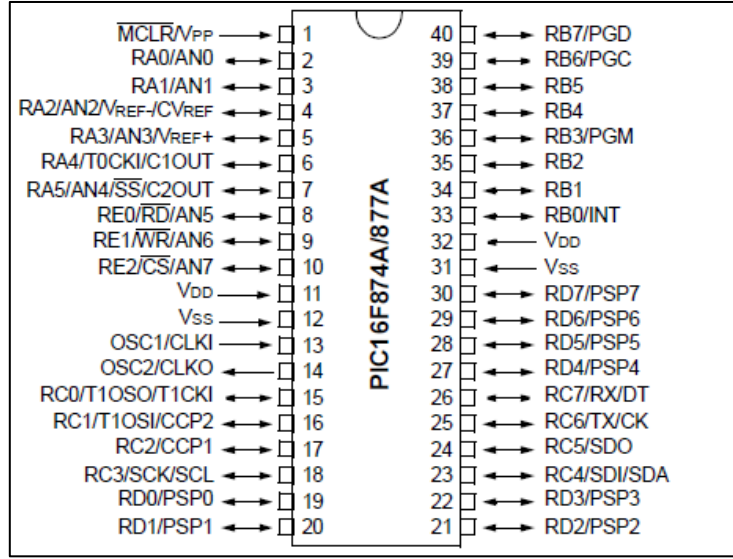 MCLR/VPP 1
RA0/AN0 2
RA1/AN1 3
RA2/AN2/VREF-/CVREF 4
RA3/AN3/VREF+ 5
RA4/T0CKI/C1OUT 6
RA5/AN4/SS/C2OUT 7
RE0/RD/AN5 8
RE1/WR/AN6 9
RE2/CS/AN7 10
VDD 11
VSS 12
OSC1/CLKI 13
OSC2/CLKO 14
RC0/T1OSO/T1CKI 15
RC1/T1OSI/CCP2 16
RC2/CCP1 17
RC3/SCK/SCL 18
RD0/PSP0 19
RD1/PSP1 20
PIC16F874A/877A
40 RB7/PGD
39 RB6/PGC
38 RB5
37 RB4
36 RB3/PGM
35 RB2
34 RB1
33 RB0/INT
32 VDD
31 VSS
30 RD7/PSP7
29 RD6/PSP6
28 RD5/PSP5
27 RD4/PSP4
26 RC7/RX/DT
25 RC6/TX/CK
24 RC5/SDO
23 RC4/SDI/SDA
22 RD3/PSP3
21 RD2/PSP2